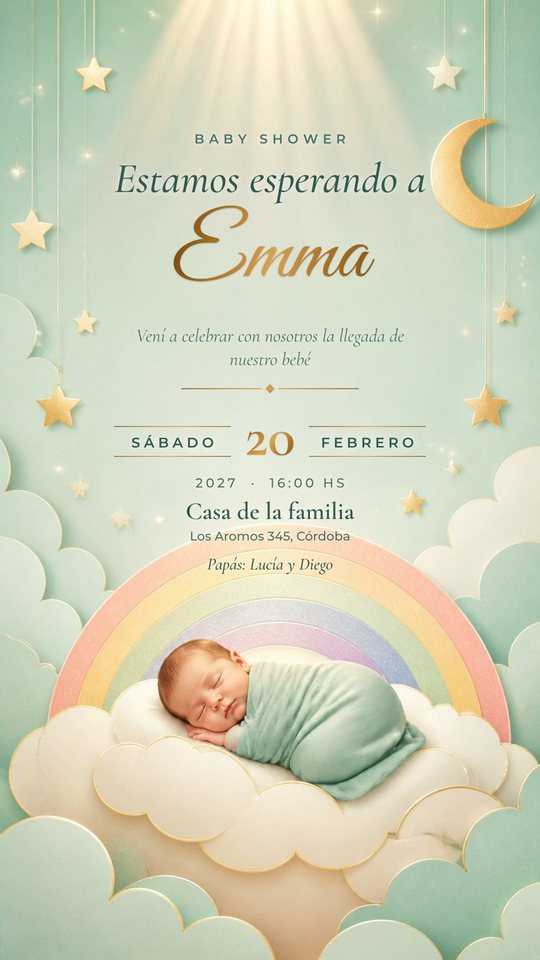 BABY SHOWER
Estamos esperando a
Emma
Vení a celebrar con nosotros la llegada de
nuestro bebé
SÁBADO 20 FEBRERO
2027 · 16:00 HS
Casa de la familia
Los Aromos 345, Córdoba
Papás: Lucía y Diego